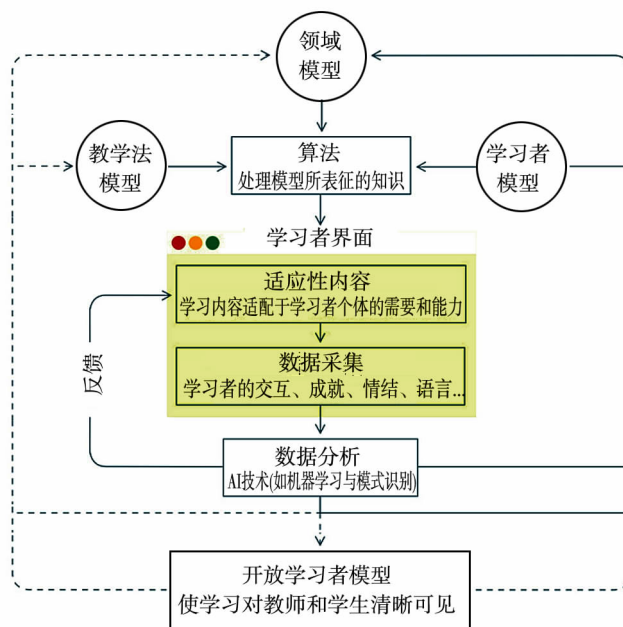 领域
模型
教学法
模型
算法
处理模型所表征的知识
学习者
模型
学习者界面
适应性内容
学习内容适配于学习者个体的需要和能力
数据采集
学习者的交互、成就、情结、语言...
反馈
数据分析
AI技术(如机器学习与模式识别)
开放学习者模型
使学习对教师和学生清晰可见